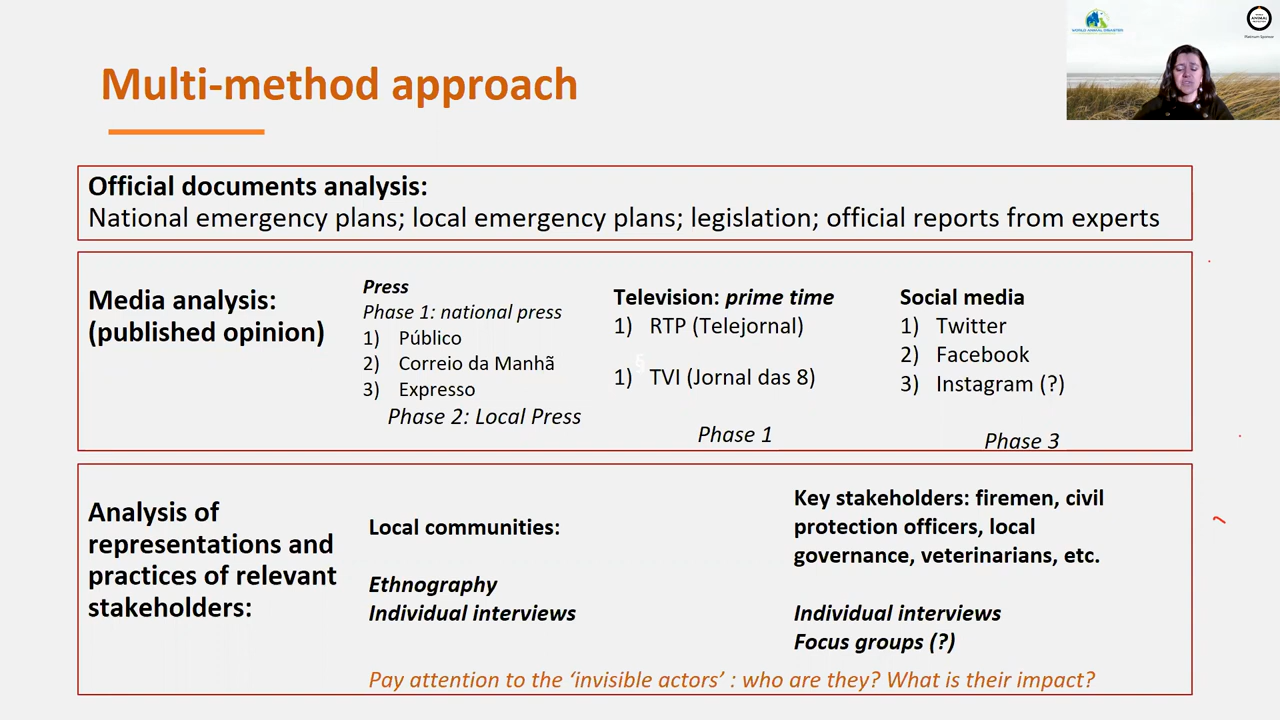 Multi-method approach
WORLD ANIMAL DISASTER
Official documents analysis:
National emergency plans; local emergency plans; legislation; official reports from experts
Media analysis:
(published opinion)
Press
Phase 1: national press
1) Público
2) Correio da Manhã
3) Expresso
Phase 2: Local Press
Television: prime time
1) RTP (Telejornal)
1) TVI (Jornal das 8)
Phase 1
Social media
1) Twitter
2) Facebook
3) Instagram (?)
Phase 3
Analysis of
representations and
practices of relevant
stakeholders:
Local communities:
Ethnography
Individual interviews
Key stakeholders: firemen, civil
protection officers, local
governance, veterinarians, etc.
Individual interviews
Focus groups (?)
Pay attention to the ‘invisible actors’ : who are they? What is their impact?